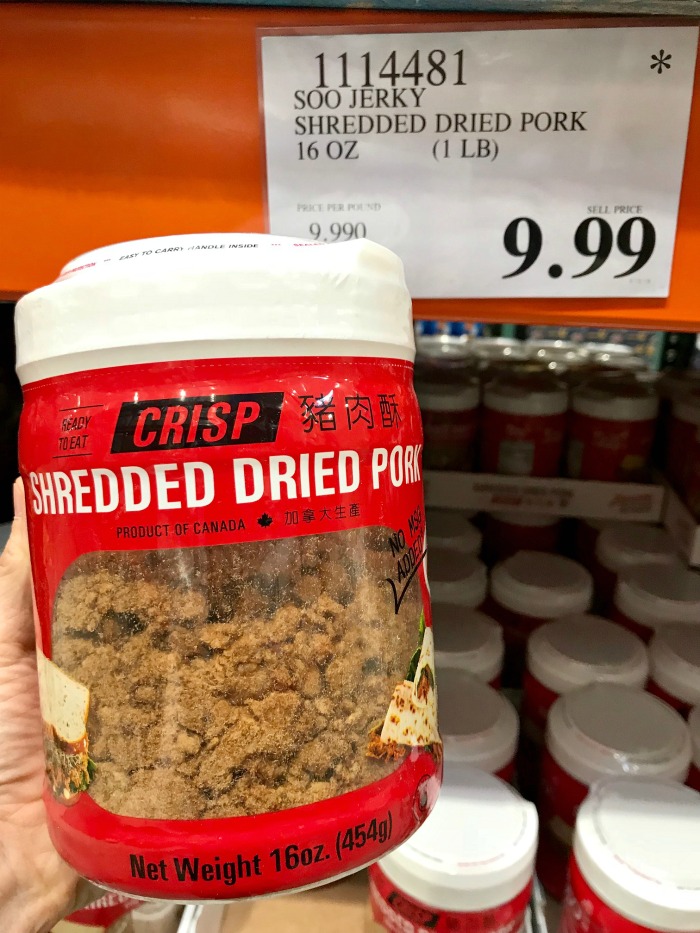 1114481 *
SOO JERKY
SHREDDED DRIED PORK
16 OZ (1 LB)
PRICE PER POUND
9.990
SELL PRICE
9.99
EASY TO CARRY HANDLE INSIDE
READY
TO EAT
CRISP 豬肉酥
SHREDDED DRIED PORK
PRODUCT OF CANADA 加拿大生產
NO MSG
ADDED
Net Weight 16oz. (454g)
CRISP